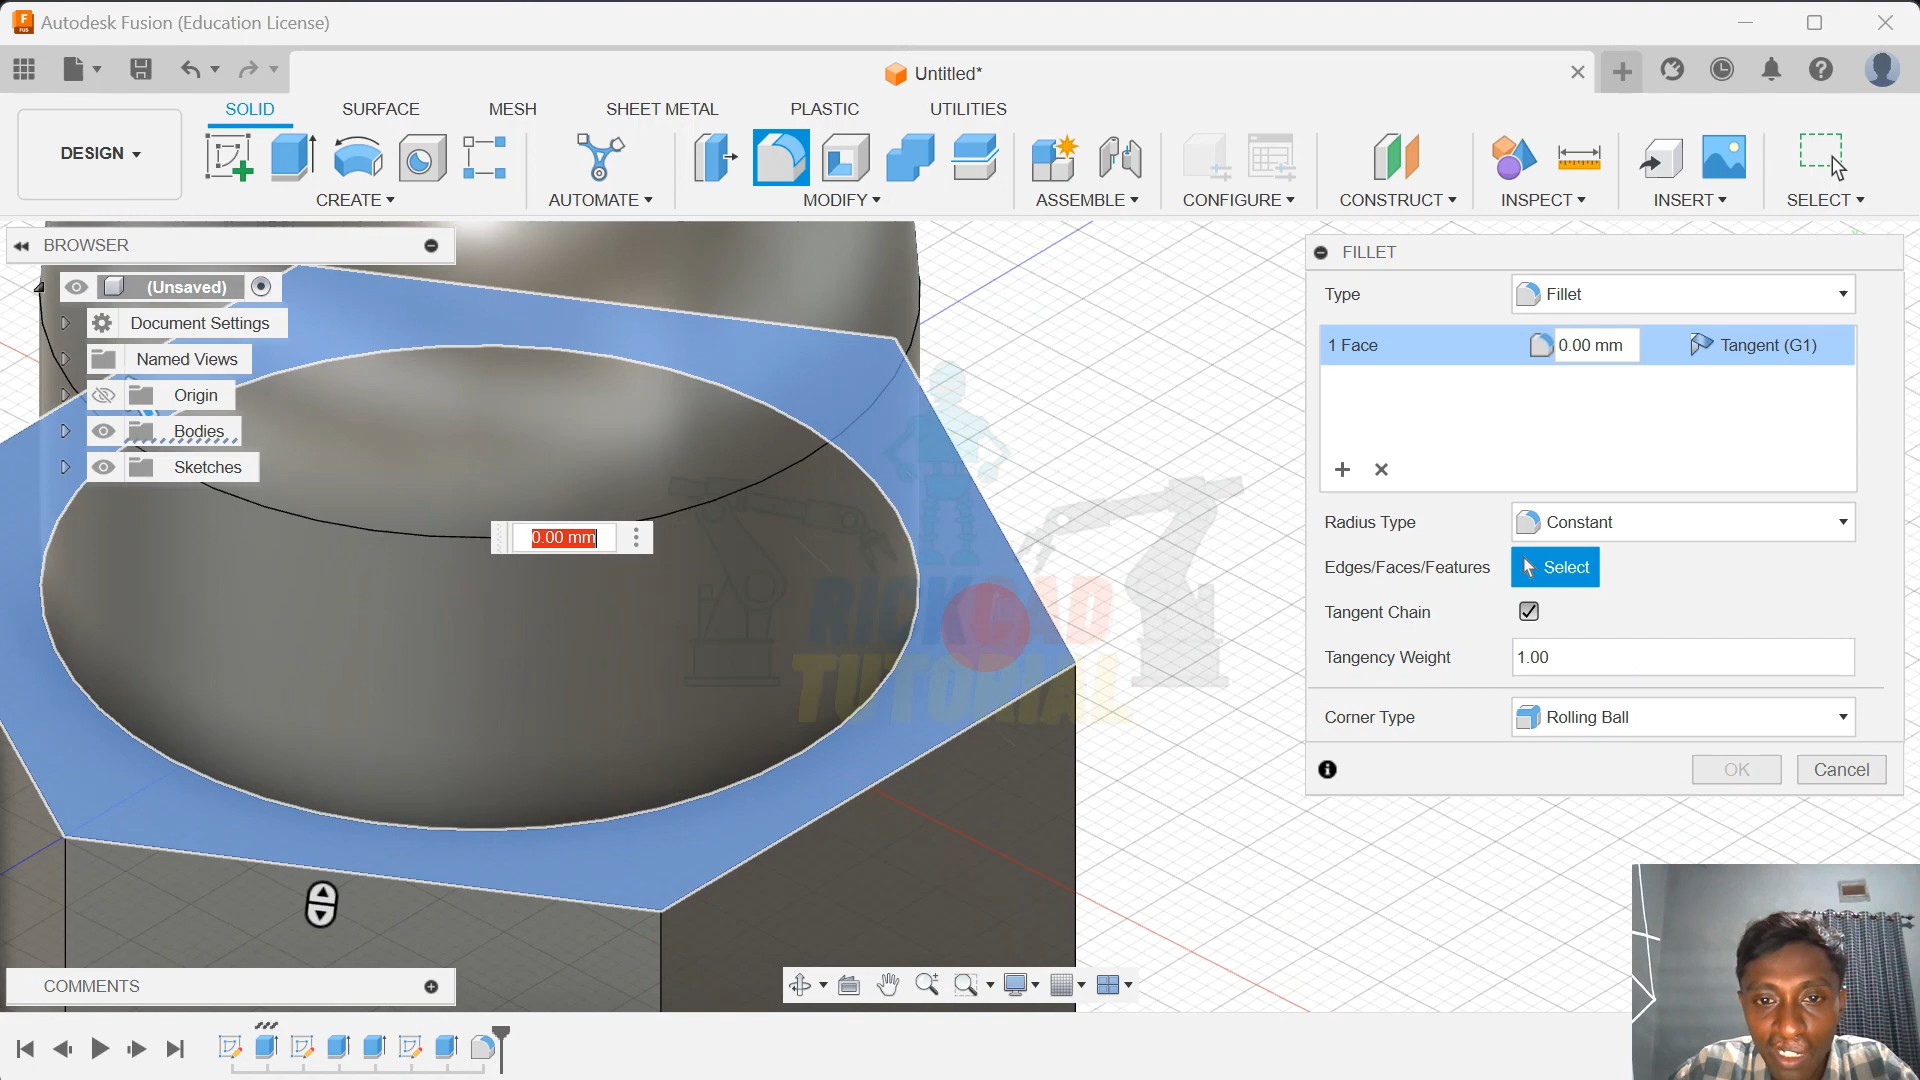 Autodesk Fusion (Education License)
Untitled*
SOLID SURFACE MESH SHEET METAL PLASTIC UTILITIES
DESIGN
CREATE AUTOMATE MODIFY ASSEMBLE CONFIGURE CONSTRUCT INSPECT INSERT SELECT
BROWSER
(Unsaved)
Document Settings
Named Views
Origin
Bodies
Sketches
0.00 mm
RICKCAD
TUTORIAL
FILLET
Type Fillet
1 Face 0.00 mm Tangent (G1)
Radius Type Constant
Edges/Faces/Features Select
Tangent Chain
Tangency Weight 1.00
Corner Type Rolling Ball
OK Cancel
COMMENTS